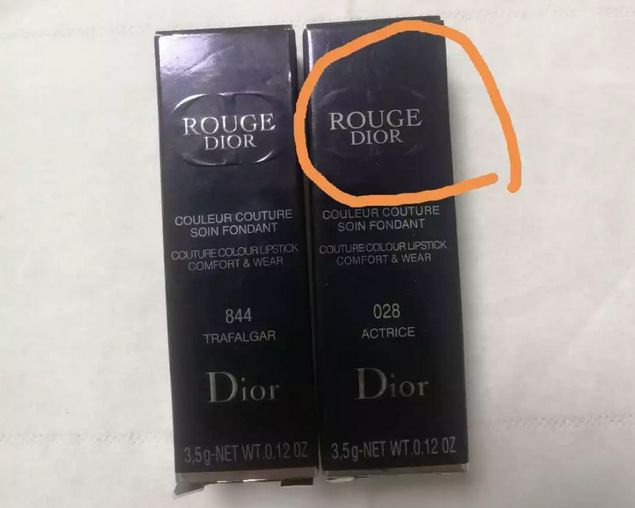 ROUGE
DIOR
COULEUR COUTURE
SOIN FONDANT
COUTURE COLOUR LIPSTICK
COMFORT & WEAR
844
TRAFALGAR
Dior
3,5g-NET WT.0.12 OZ
ROUGE
DIOR
COULEUR COUTURE
SOIN FONDANT
COUTURE COLOUR LIPSTICK
COMFORT & WEAR
028
ACTRICE
Dior
3,5g-NET WT.0.12 OZ